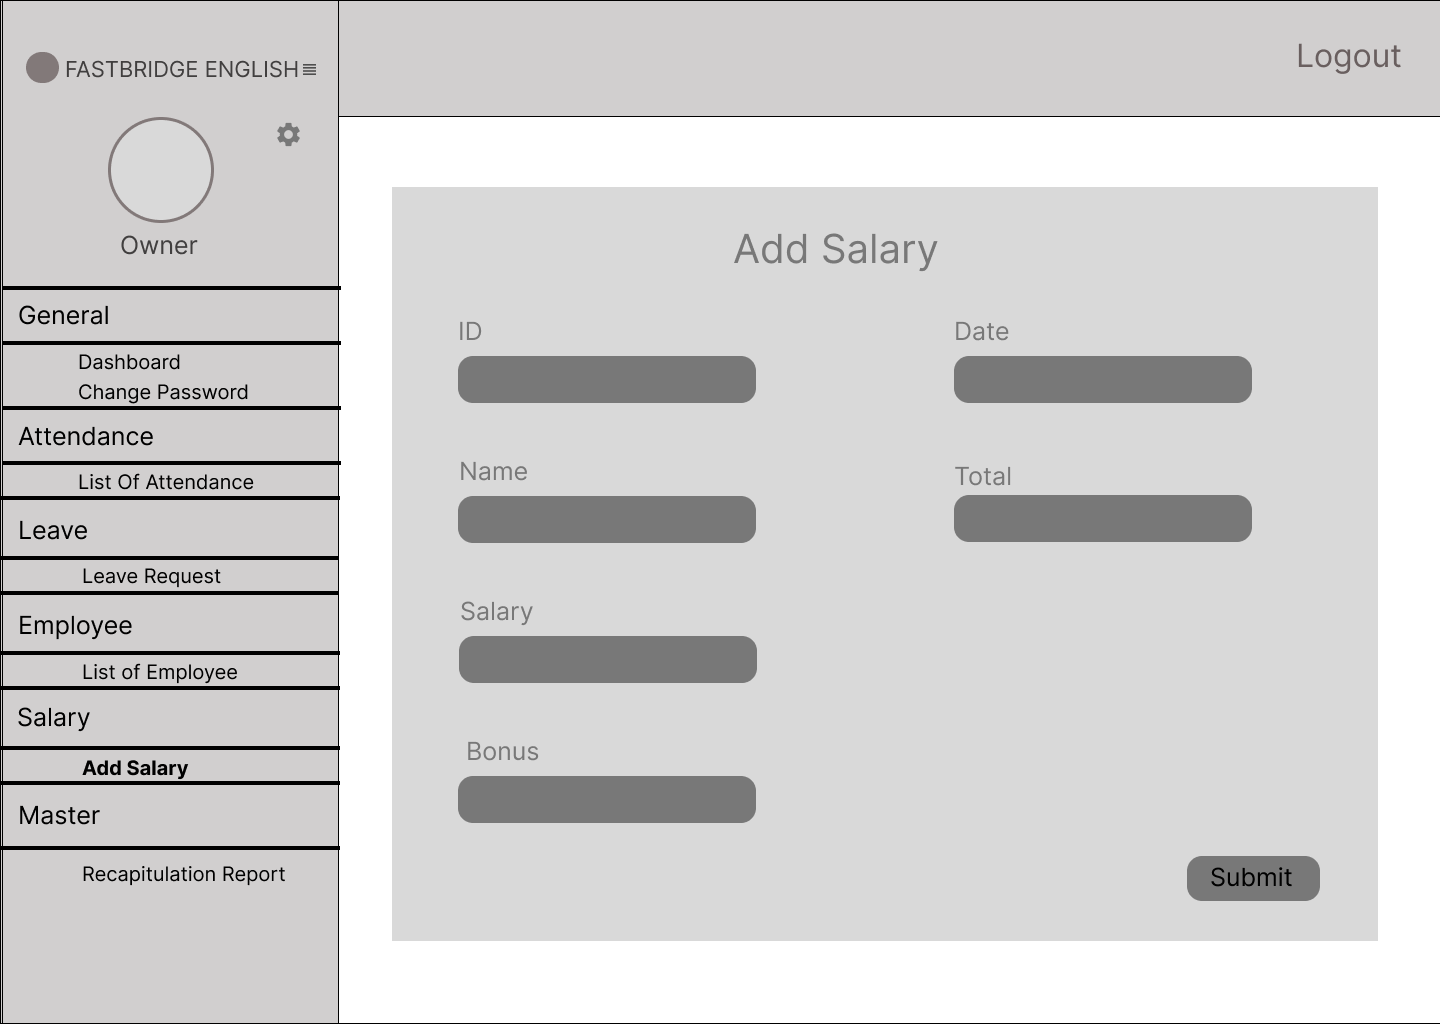 FASTBRIDGE ENGLISH
Logout
Owner
General
Dashboard
Change Password
Attendance
List Of Attendance
Leave
Leave Request
Employee
List of Employee
Salary
Add Salary
Master
Recapitulation Report
Add Salary
ID
Date
Name
Total
Salary
Bonus
Submit